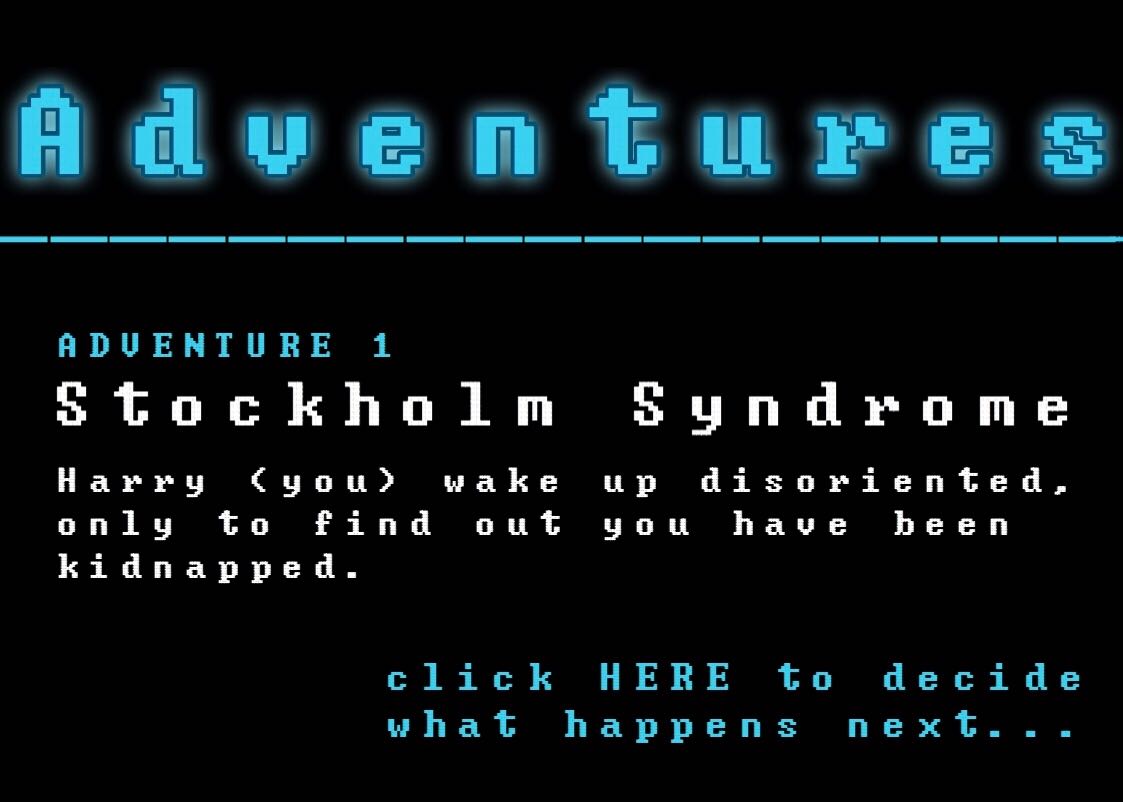 Adventures
ADVENTURE 1
Stockholm Syndrome
Harry (you) wake up disoriented,
only to find out you have been
kidnapped.
click HERE to decide
what happens next...